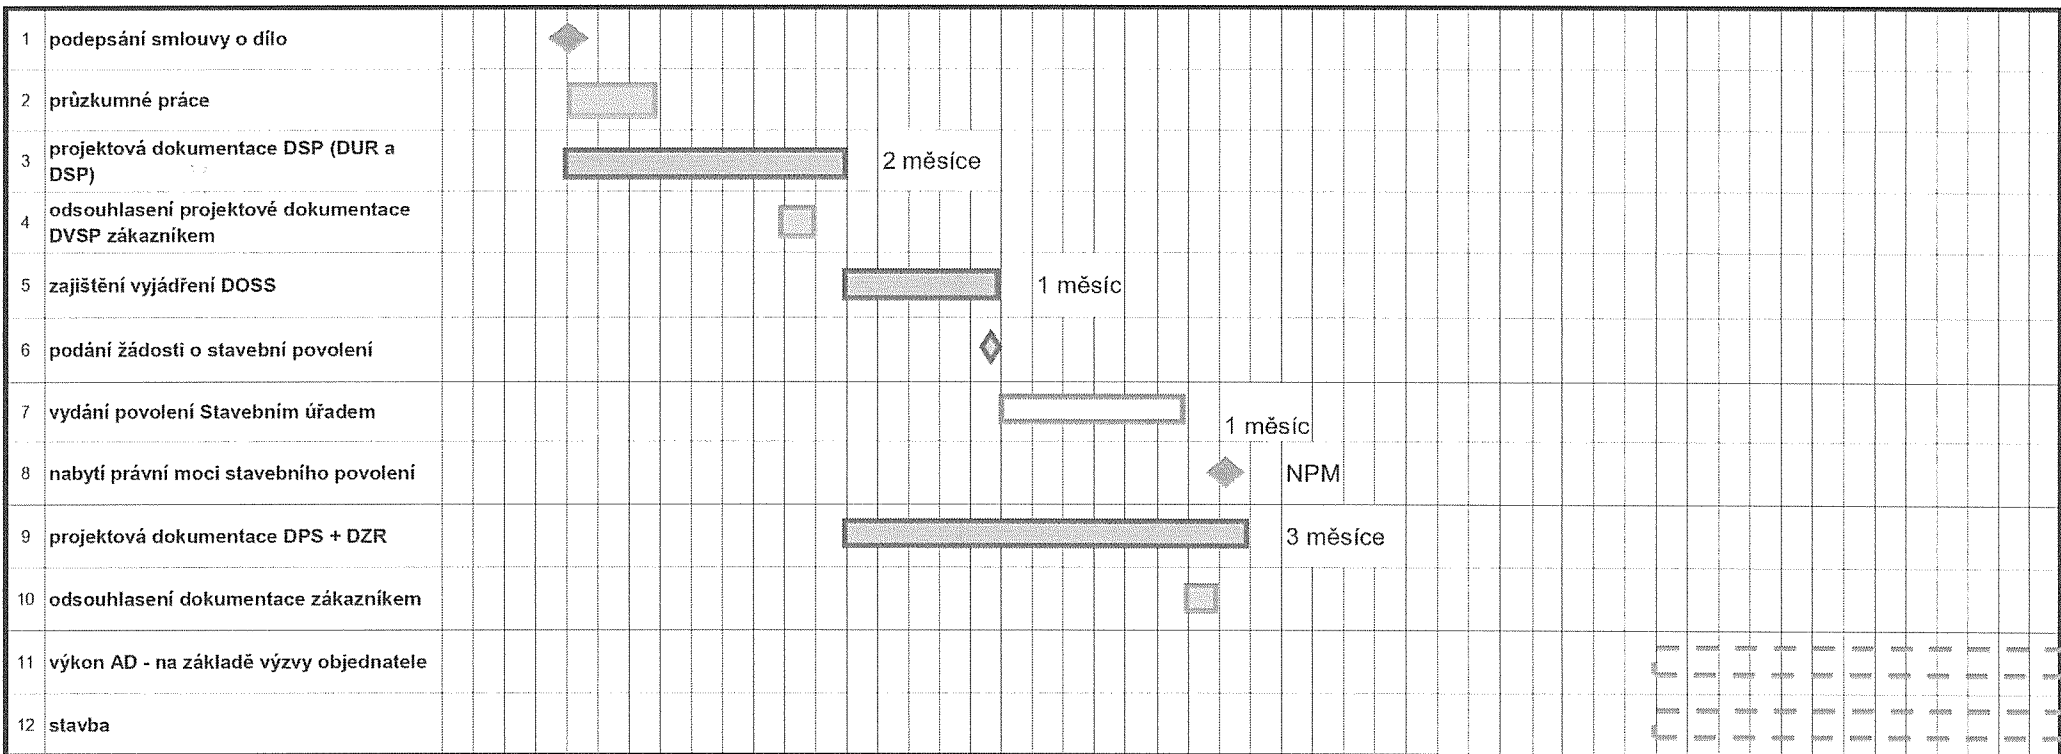 1 podepsání smlouvy o dílo
2 průzkumné práce
3 projektová dokumentace DSP (DUR a
DSP)
2 měsíce
4 odsouhlasení projektové dokumentace
DVSP zákazníkem
5 zajištění vyjádření DOSS
1 měsíc
6 podání žádosti o stavební povolení
7 vydání povolení Stavebním úřadem
1 měsíc
8 nabytí právní moci stavebního povolení
NPM
9 projektová dokumentace DPS + DZR
3 měsíce
10 odsouhlasení dokumentace zákazníkem
11 výkon AD - na základě výzvy objednatele
12 stavba